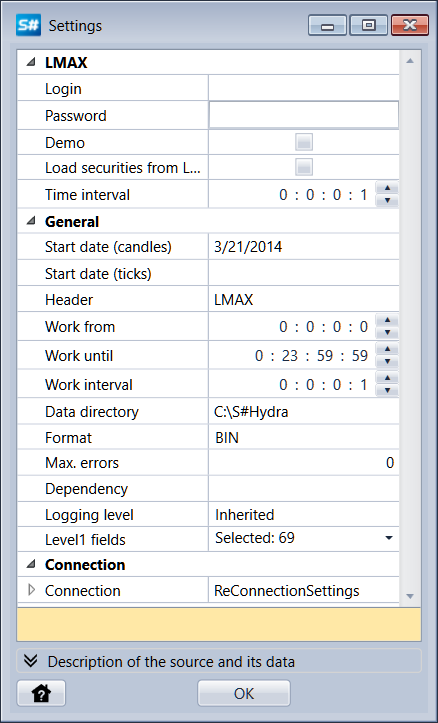 S# Settings
LMAX
Login
Password
Demo
Load securities from L...
Time interval 0 : 0 : 0 : 1
General
Start date (candles) 3/21/2014
Start date (ticks)
Header LMAX
Work from 0 : 0 : 0 : 0
Work until 0 : 23 : 59 : 59
Work interval 0 : 0 : 0 : 1
Data directory C:\S#Hydra
Format BIN
Max. errors 0
Dependency
Logging level Inherited
Level1 fields Selected: 69
Connection
Connection ReConnectionSettings
Description of the source and its data
? OK